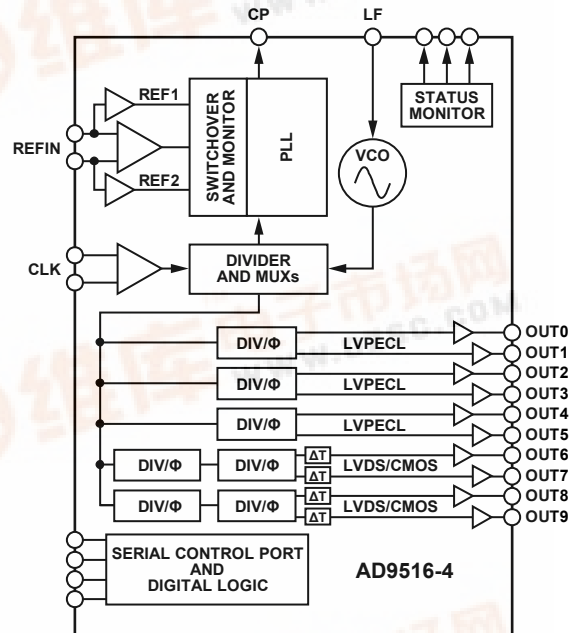 CP LF
REF1
REF2
REFIN
SWITCHOVER
AND MONITOR
PLL
STATUS
MONITOR
VCO
CLK
DIVIDER
AND MUXs
DIV/Φ
LVPECL
OUT0
OUT1
DIV/Φ
LVPECL
OUT2
OUT3
DIV/Φ
LVPECL
OUT4
OUT5
DIV/Φ
DIV/Φ
ΔT
ΔT
LVDS/CMOS
OUT6
OUT7
DIV/Φ
DIV/Φ
ΔT
ΔT
LVDS/CMOS
OUT8
OUT9
SERIAL CONTROL PORT
AND
DIGITAL LOGIC
AD9516-4